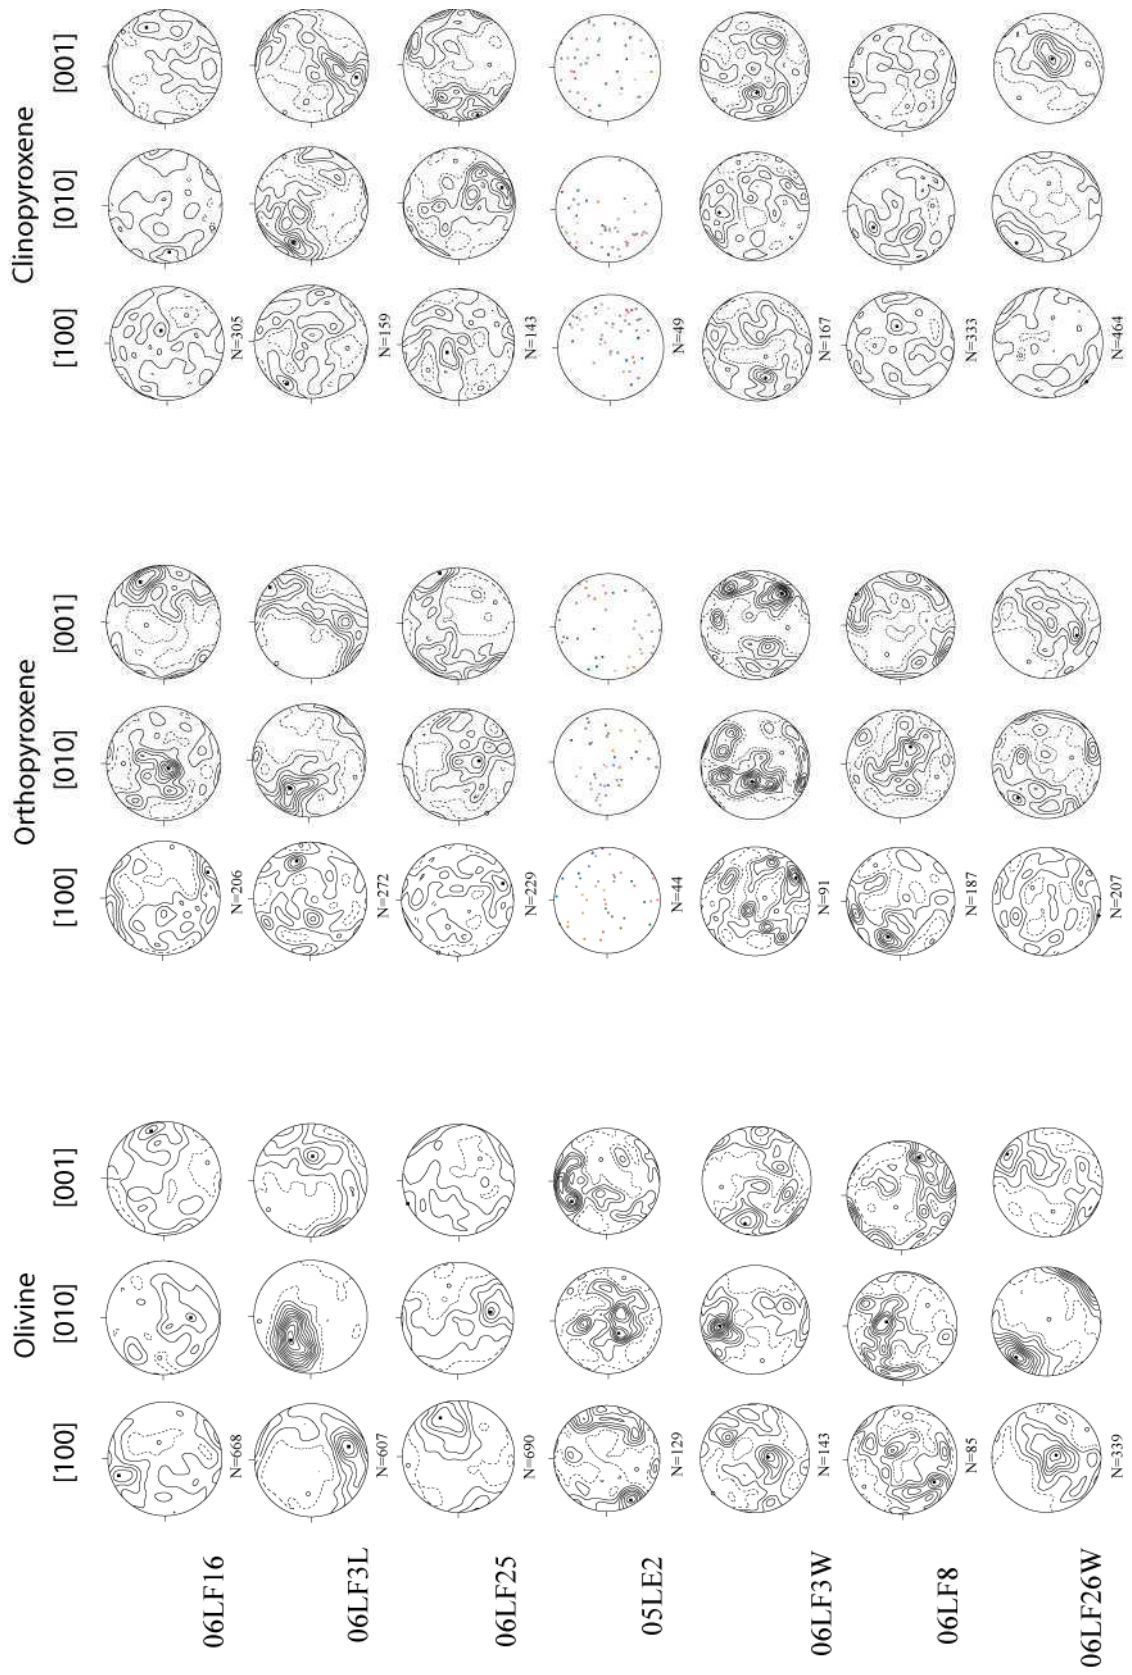 Olivine Orthopyroxene Clinopyroxene
[100] [010] [001] [100] [010] [001] [100] [010] [001]
06LF16
N=668 N=206 N=305
06LF3L
N=607 N=272 N=159
06LF25
N=690 N=229 N=143
05LE2
N=129 N=44 N=49
06LF3W
N=143 N=91 N=167
06LF8
N=85 N=187 N=333
06LF26W
N=339 N=207 N=464